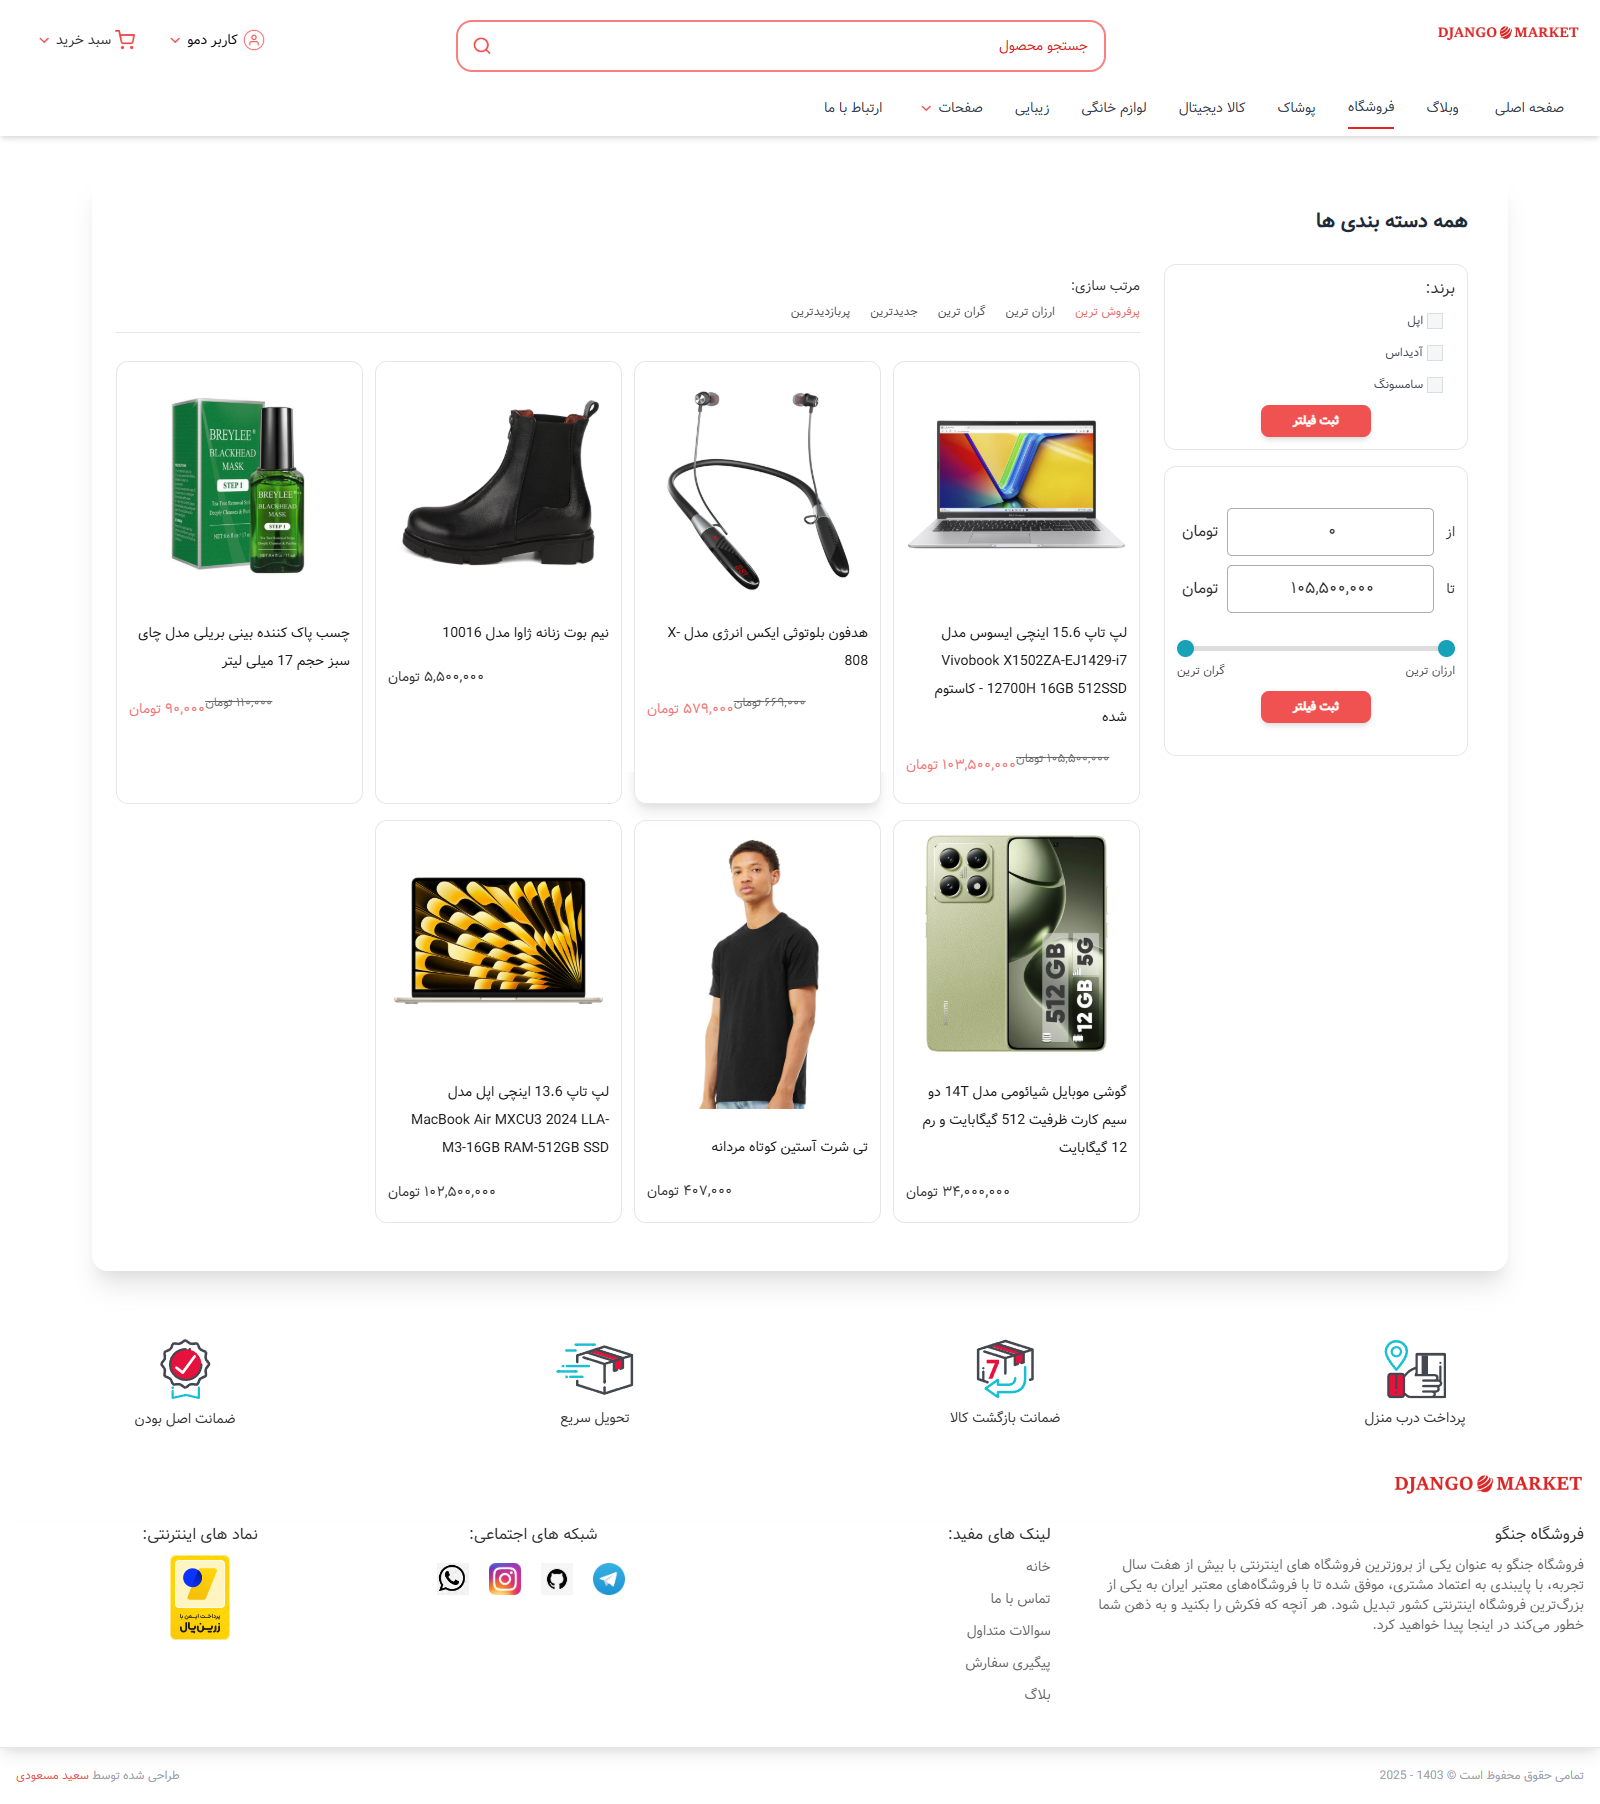 DJANGO MARKET
جستجو محصول
کاربر دمو
سبد خرید
صفحه اصلی
وبلاگ
فروشگاه
پوشاک
کالا دیجیتال
لوازم خانگی
زیبایی
صفحات
ارتباط با ما
همه دسته بندی ها
برند:
اپل
آدیداس
سامسونگ
ثبت فیلتر
از ۰ تومان
تا ۱۰۵,۵۰۰,۰۰۰ تومان
ارزان ترین
گران ترین
ثبت فیلتر
مرتب سازی:
پرفروش ترین
ارزان ترین
گران ترین
جدیدترین
پربازدیدترین
لپ تاپ 15.6 اینچی ایسوس مدل
Vivobook X1502ZA-EJ1429-i7
12700H 16GB 512SSD - کاستوم
شده
۱۰۵,۵۰۰,۰۰۰ تومان
۱۰۳,۵۰۰,۰۰۰ تومان
هدفون بلوتوثی ایکس انرژی مدل X-
808
۶۶۹,۰۰۰ تومان
۵۷۹,۰۰۰ تومان
نیم بوت زنانه ژاوا مدل 10016
۵,۵۰۰,۰۰۰ تومان
BREYLEE
BLACKHEAD
MASK
STEP 1
BREYLEE
BLACKHEAD
MASK
STEP 1
چسب پاک کننده بینی بریلی مدل چای
سبز حجم 17 میلی لیتر
۱۱۰,۰۰۰ تومان
۹۰,۰۰۰ تومان
512 GB
12 GB 5G
گوشی موبایل شیائومی مدل 14T دو
سیم کارت ظرفیت 512 گیگابایت و رم
12 گیگابایت
۳۴,۰۰۰,۰۰۰ تومان
تی شرت آستین کوتاه مردانه
۴۰۷,۰۰۰ تومان
لپ تاپ 13.6 اینچی اپل مدل
MacBook Air MXCU3 2024 LLA-
M3-16GB RAM-512GB SSD
۱۰۲,۵۰۰,۰۰۰ تومان
پرداخت درب منزل
7
ضمانت بازگشت کالا
تحویل سریع
ضمانت اصل بودن
DJANGO MARKET
فروشگاه جنگو
فروشگاه جنگو به عنوان یکی از بروزترین فروشگاه های اینترنتی با بیش از هفت سال
تجربه، با پایبندی به اعتماد مشتری، موفق شده تا با فروشگاه‌های معتبر ایران به یکی از
بزرگ‌ترین فروشگاه اینترنتی کشور تبدیل شود. هر آنچه که فکرش را بکنید و به ذهن شما
خطور می‌کند در اینجا پیدا خواهید کرد.
لینک های مفید:
خانه
تماس با ما
سوالات متداول
پیگیری سفارش
بلاگ
شبکه های اجتماعی:
نماد های اینترنتی:
پرداخت ایمن با
زرین‌پال
تمامی حقوق محفوظ است © 1403 - 2025
طراحی شده توسط سعید مسعودی